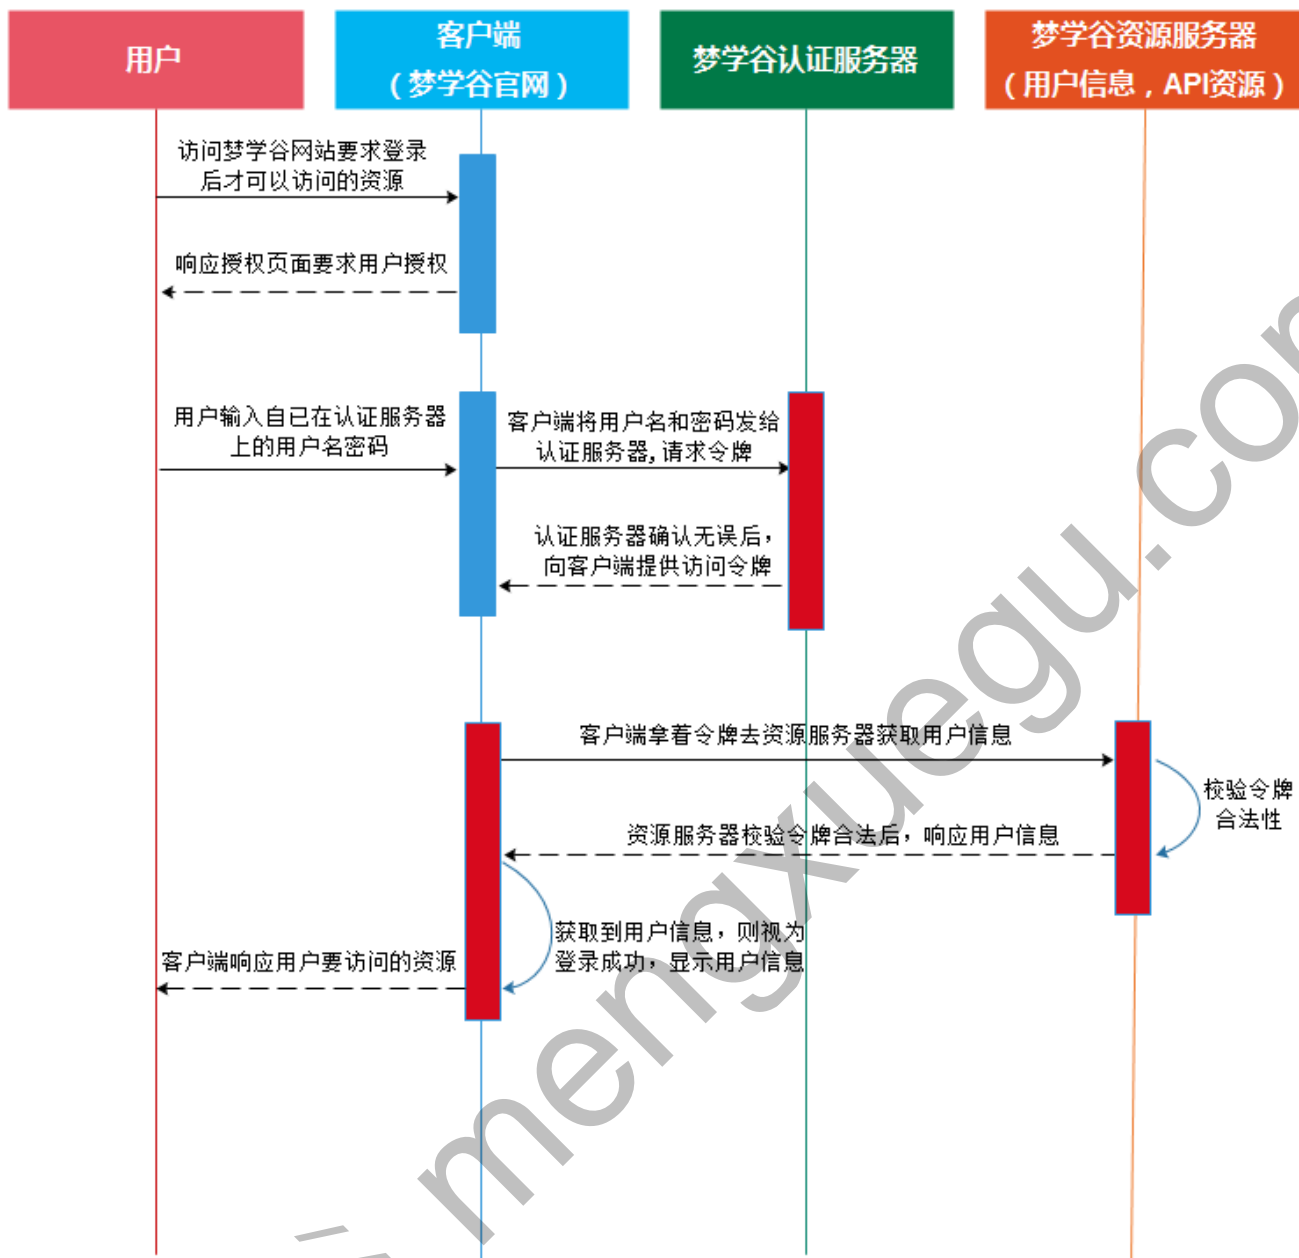 用户
客户端
（梦学谷官网）
梦学谷认证服务器
梦学谷资源服务器
（用户信息，API资源）
访问梦学谷网站要求登录
后才可以访问的资源
响应授权页面要求用户授权
用户输入自已在认证服务器
上的用户名密码
客户端将用户名和密码发给
认证服务器,请求令牌
认证服务器确认无误后，
向客户端提供访问令牌
客户端拿着令牌去资源服务器获取用户信息
校验令牌
合法性
资源服务器校验令牌合法后，响应用户信息
获取到用户信息，则视为
登录成功，显示用户信息
客户端响应用户要访问的资源
mengxuegu.com